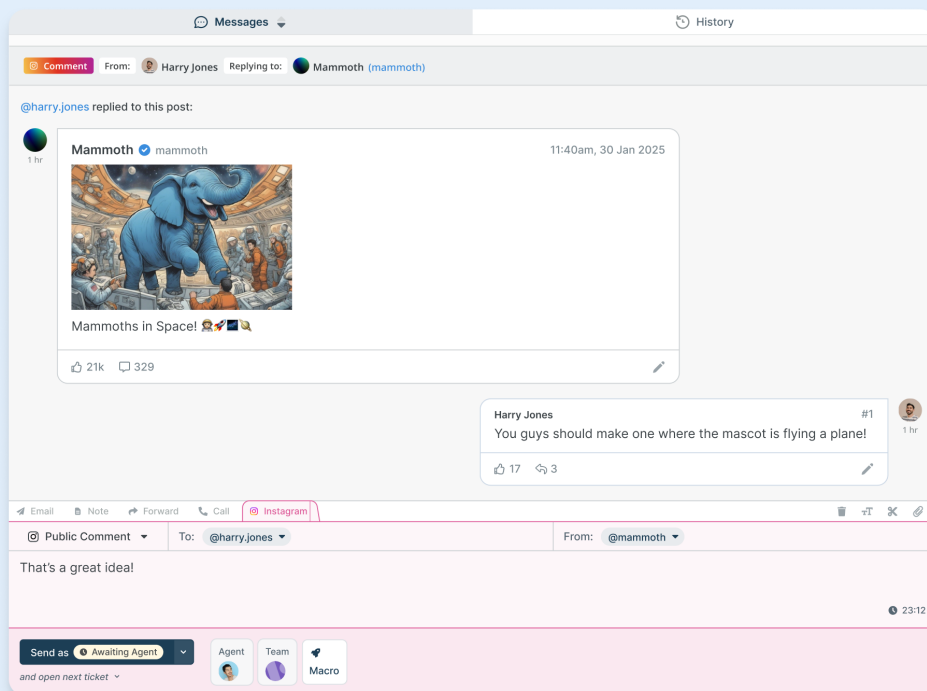 Messages
History
Comment From: Harry Jones Replying to: Mammoth (mammoth)
@harry.jones replied to this post:
1 hr
Mammoth mammoth 11:40am, 30 Jan 2025
Mammoths in Space! 👩🏽‍🚀🚀🌌🪐
21k 329
Harry Jones #1
You guys should make one where the mascot is flying a plane!
1 hr
17 3
Email Note Forward Call Instagram
Public Comment To: @harry.jones From: @mammoth
That's a great idea!
23:12
Send as Awaiting Agent
and open next ticket
Agent Team Macro